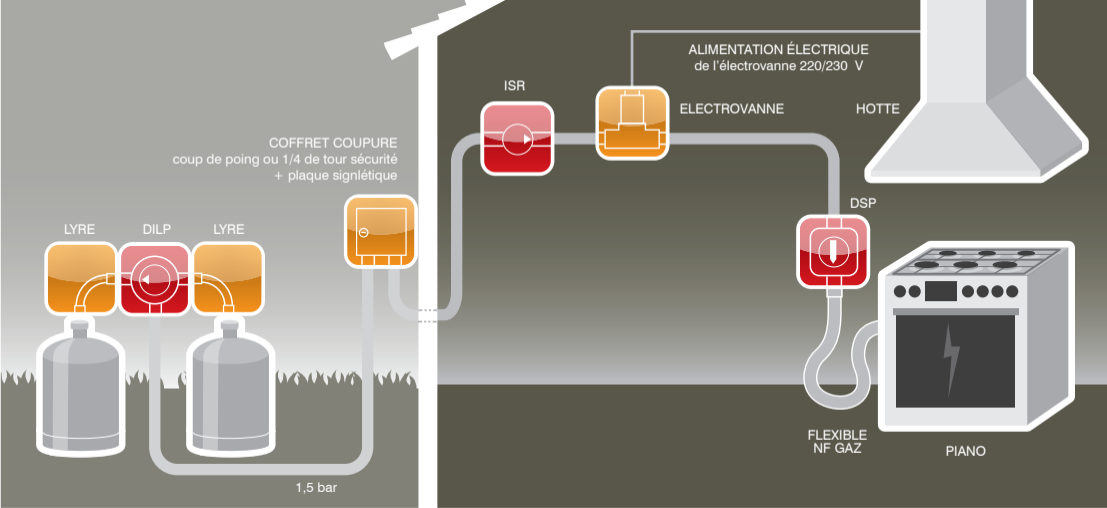 ALIMENTATION ÉLECTRIQUE
de l'électrovanne 220/230 V
ISR
ELECTROVANNE
HOTTE
COFFRET COUPURE
coup de poing ou 1/4 de tour sécurité
+ plaque signlétique
DSP
LYRE
DILP
LYRE
FLEXIBLE
NF GAZ
PIANO
1,5 bar